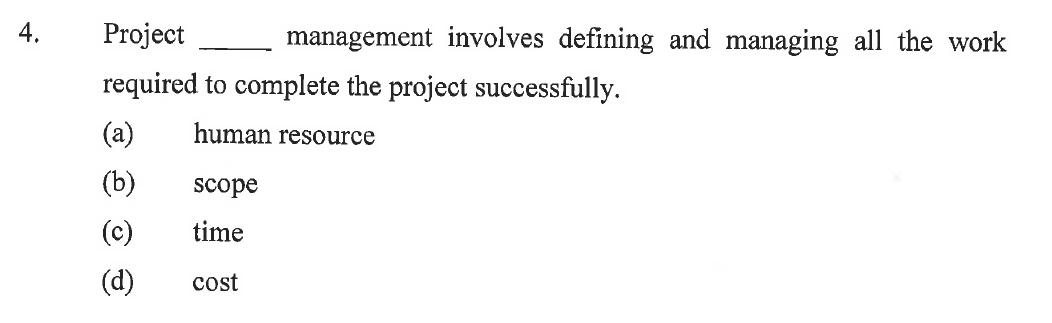 4. Project _____ management involves defining and managing all the work
required to complete the project successfully.
(a) human resource
(b) scope
(c) time
(d) cost